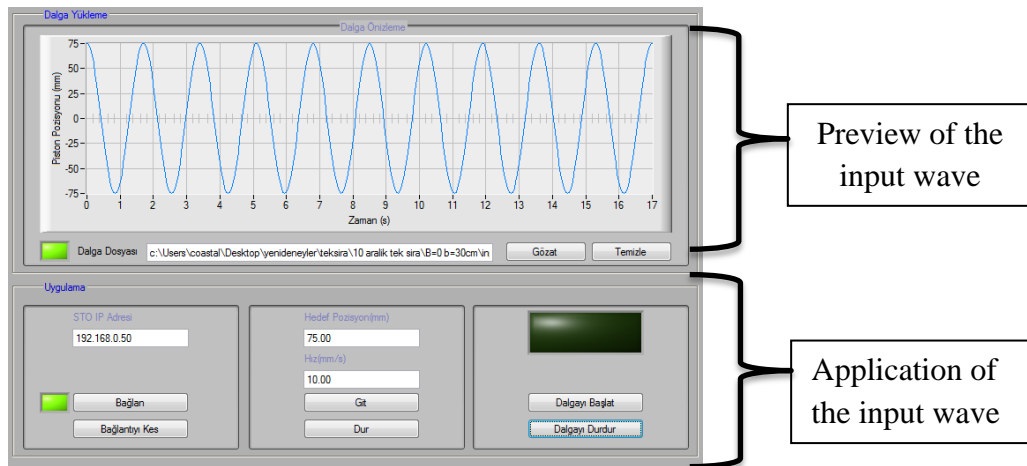 Dalga Yükleme
Dalga Önizleme
Piston Pozisyonu (mm)
75
50
25
0
-25
-50
-75
0 1 2 3 4 5 6 7 8 9 10 11 12 13 14 15 16 17
Zaman (s)
Dalga Dosyası c:\Users\coastal\Desktop\yenideneyler\teksira\10 aralik tek sira\B=0 b=30cm\in Gözat Temizle
Preview of the
input wave
Uygulama
STO IP Adresi
192.168.0.50
Bağlan
Bağlantıyı Kes
Hedef Pozisyon(mm)
75.00
Hız(mm/s)
10.00
Git
Dur
Dalgayı Başlat
Dalgayı Durdur
Application of
the input wave